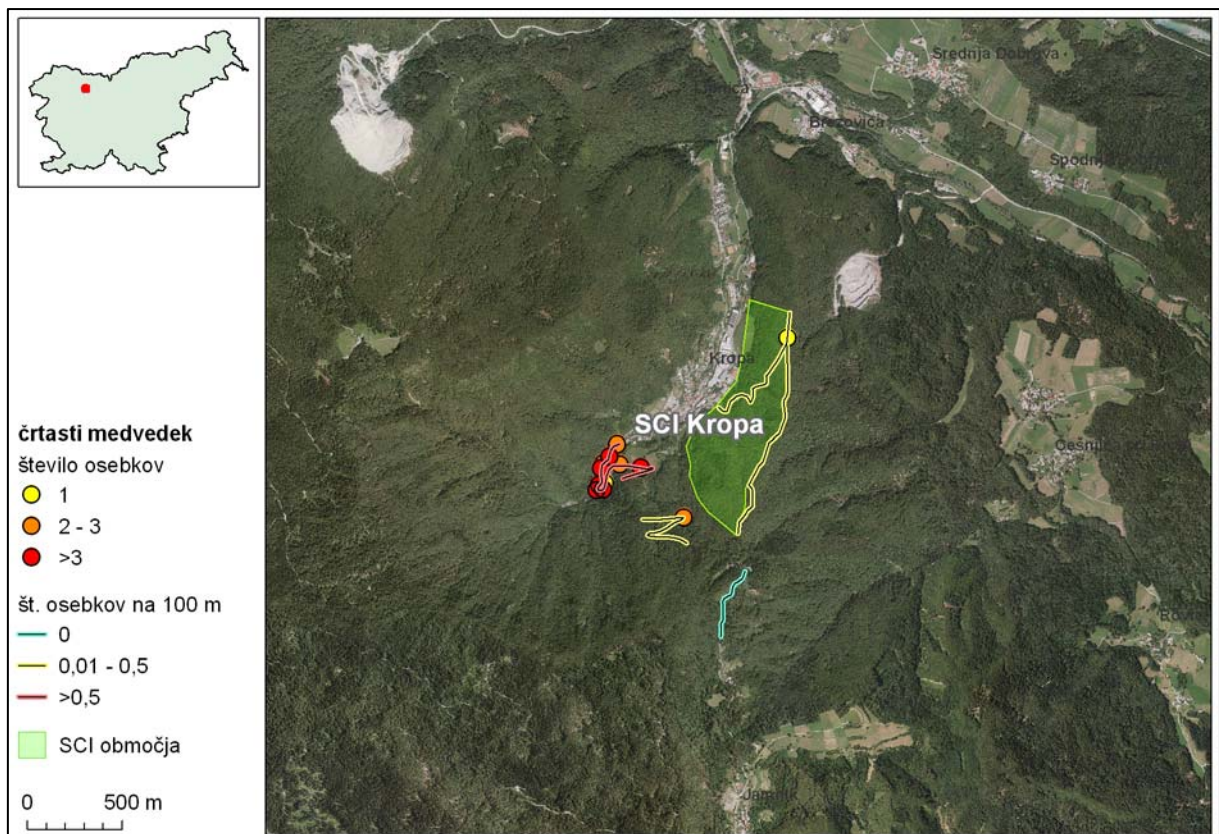 črtasti medvedek
število osebkov
1
2 - 3
>3
št. osebkov na 100 m
0
0,01 - 0,5
>0,5
SCI območja
0 500 m
Srednja Dobrava
Brezovica
Spodnja
Kropa
SCI Kropa
Jamnik